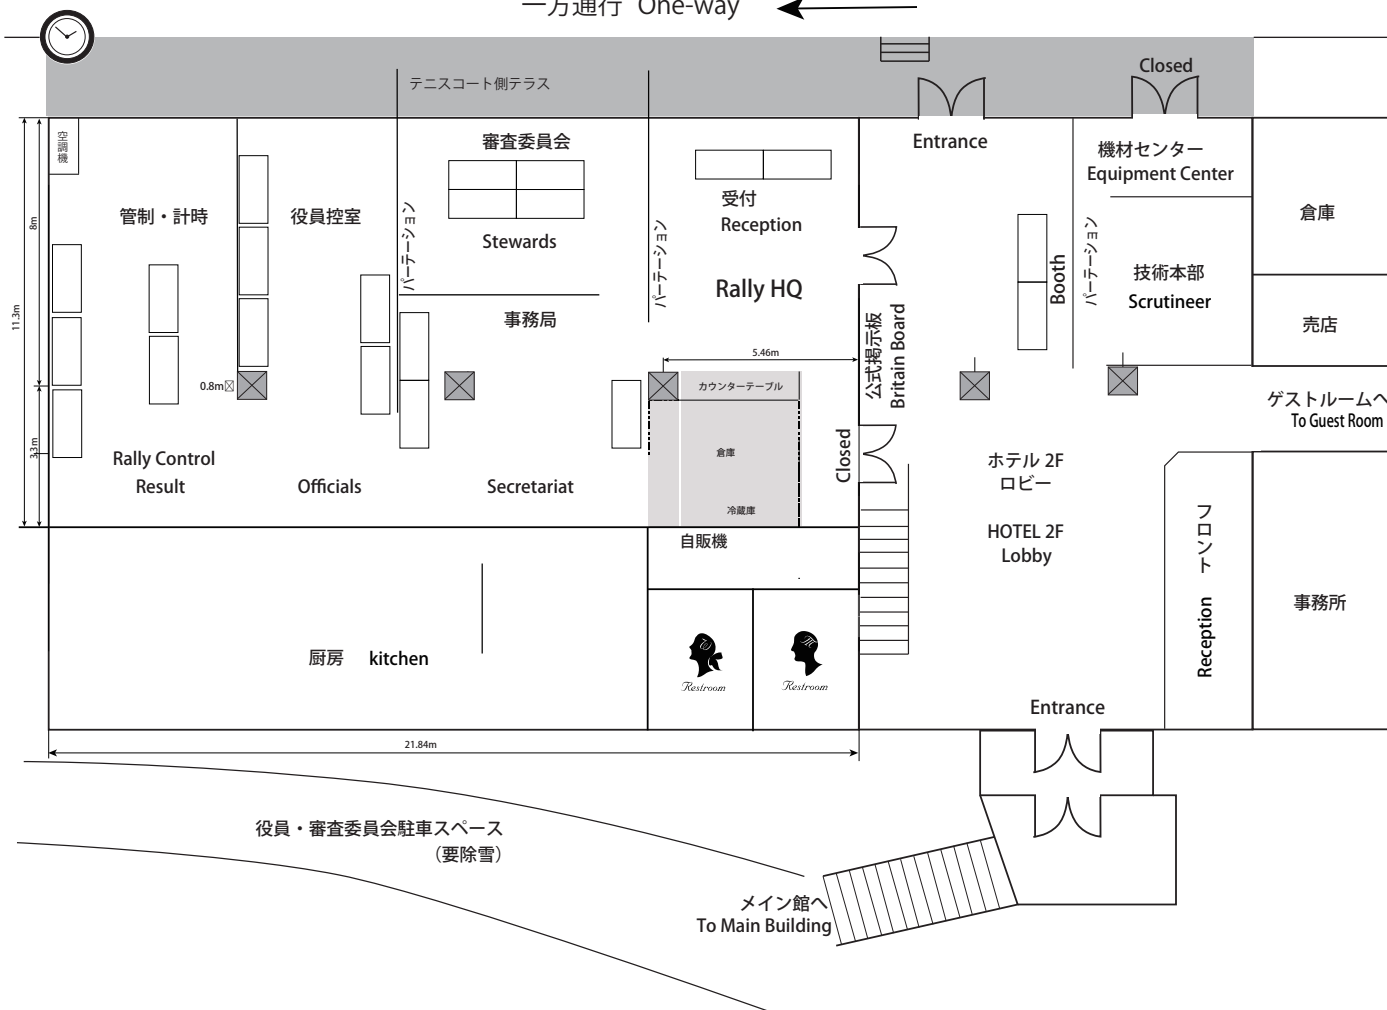 一方通行 One-way
Closed
テニスコート側テラス
空調機
審査委員会
Entrance
機材センター
Equipment Center
受付
Reception
管制・計時
役員控室
パーテーション
Stewards
パーテーション
Rally HQ
Booth
パーテーション
技術本部
Scrutineer
倉庫
8m
11.3m
3.3m
事務局
公式掲示板
Britain Board
売店
5.46m
0.8m
カウンターテーブル
ゲストルームへ
To Guest Room
Rally Control
Result
Officials
Secretariat
倉庫
冷蔵庫
Closed
ホテル 2F
ロビー
HOTEL 2F
Lobby
フロント Reception
自販機
事務所
厨房 kitchen
W
Restroom
M
Restroom
Entrance
21.84m
役員・審査委員会駐車スペース
（要除雪）
メイン館へ
To Main Building